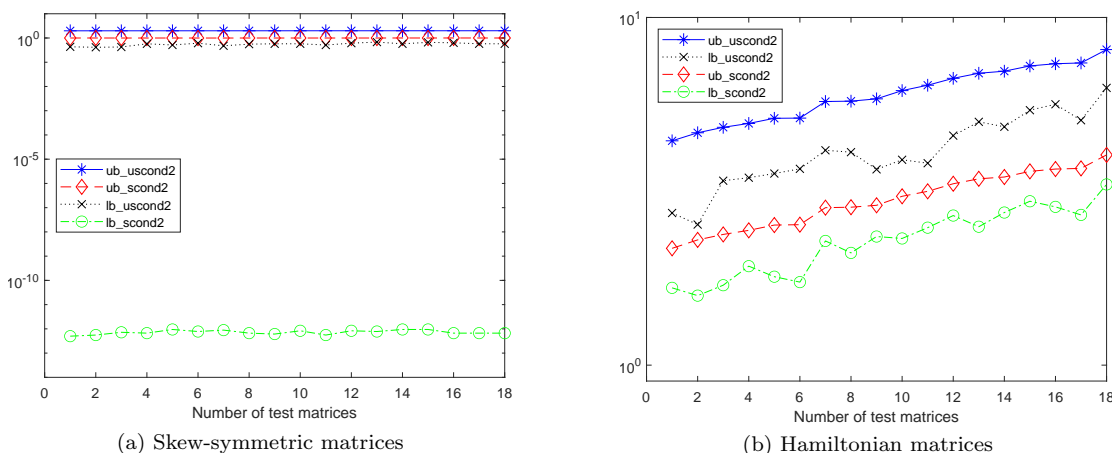 10^0
10^-5
10^-10
ub_uscond2
ub_scond2
lb_uscond2
lb_scond2
0 2 4 6 8 10 12 14 16 18
Number of test matrices
(a) Skew-symmetric matrices
10^1
10^0
ub_uscond2
lb_uscond2
ub_scond2
lb_scond2
0 2 4 6 8 10 12 14 16 18
Number of test matrices
(b) Hamiltonian matrices